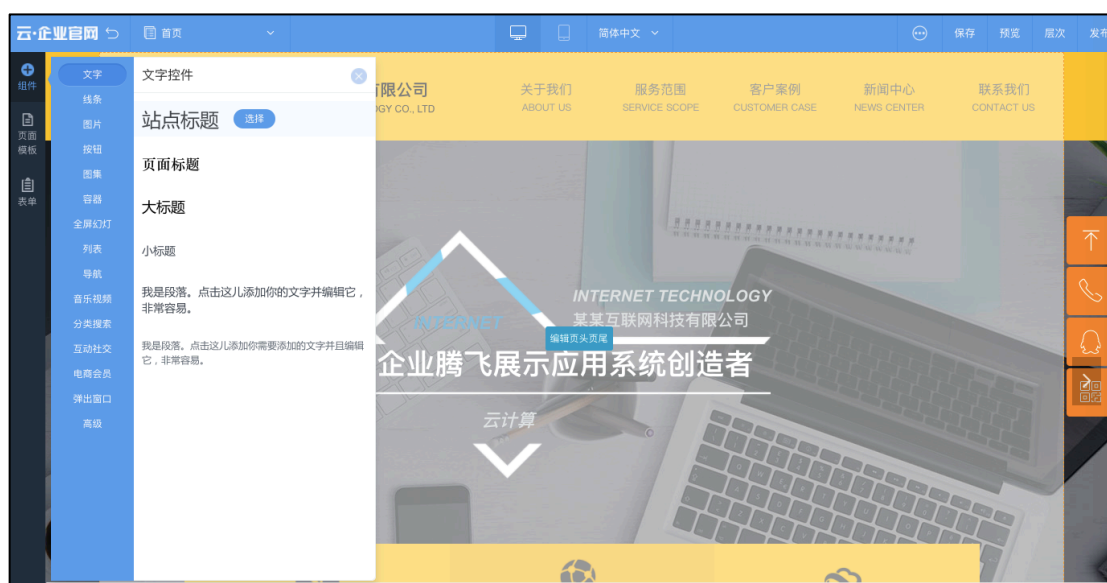 云·企业官网
首页
简体中文
保存
预览
层次
发布
组件
页面
模板
表单
文字
线条
图片
按钮
图集
容器
全屏幻灯
列表
导航
音乐视频
分类搜索
互动社交
电商会员
弹出窗口
高级
文字控件
站点标题
选择
页面标题
大标题
小标题
我是段落。点击这儿添加你的文字并编辑它，
非常容易。
我是段落。点击这儿添加你需要添加的文字并且编辑
它，非常容易。
有限公司
OGY CO., LTD
关于我们
ABOUT US
服务范围
SERVICE SCOPE
客户案例
CUSTOMER CASE
新闻中心
NEWS CENTER
联系我们
CONTACT US
INTERNET TECHNOLOGY
INTERNET
某某互联网科技有限公司
编辑页头页尾
企业腾飞展示应用系统创造者
云计算